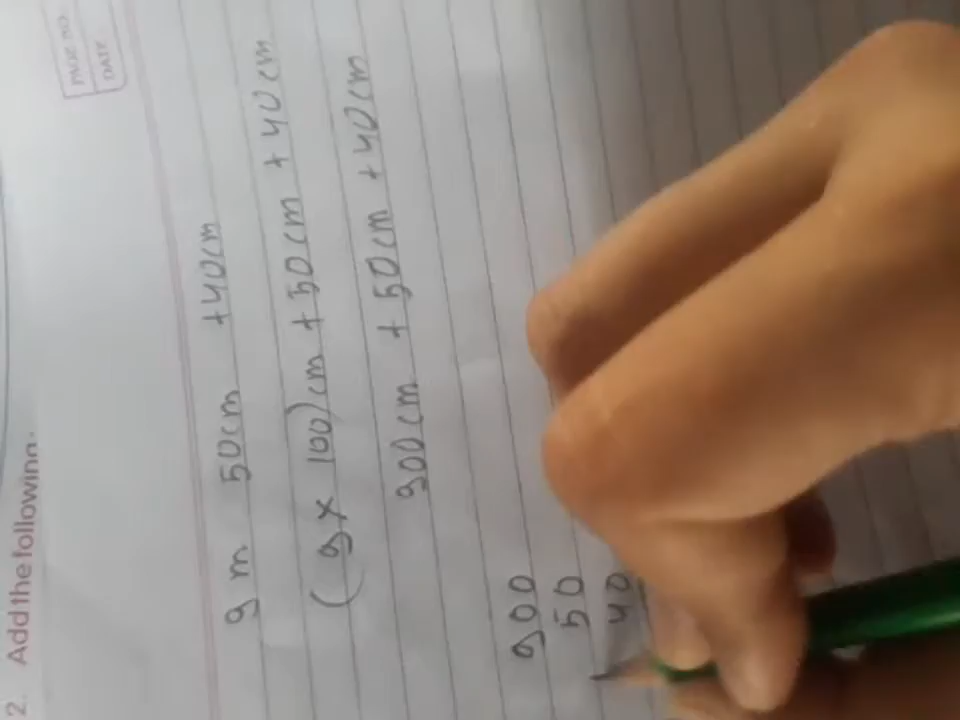 PAGE NO.
DATE
2. Add the following.
9 m 50 cm + 40 cm
(9 x 100) cm + 50 cm + 40 cm
900 cm + 50 cm + 40 cm
900
50
40